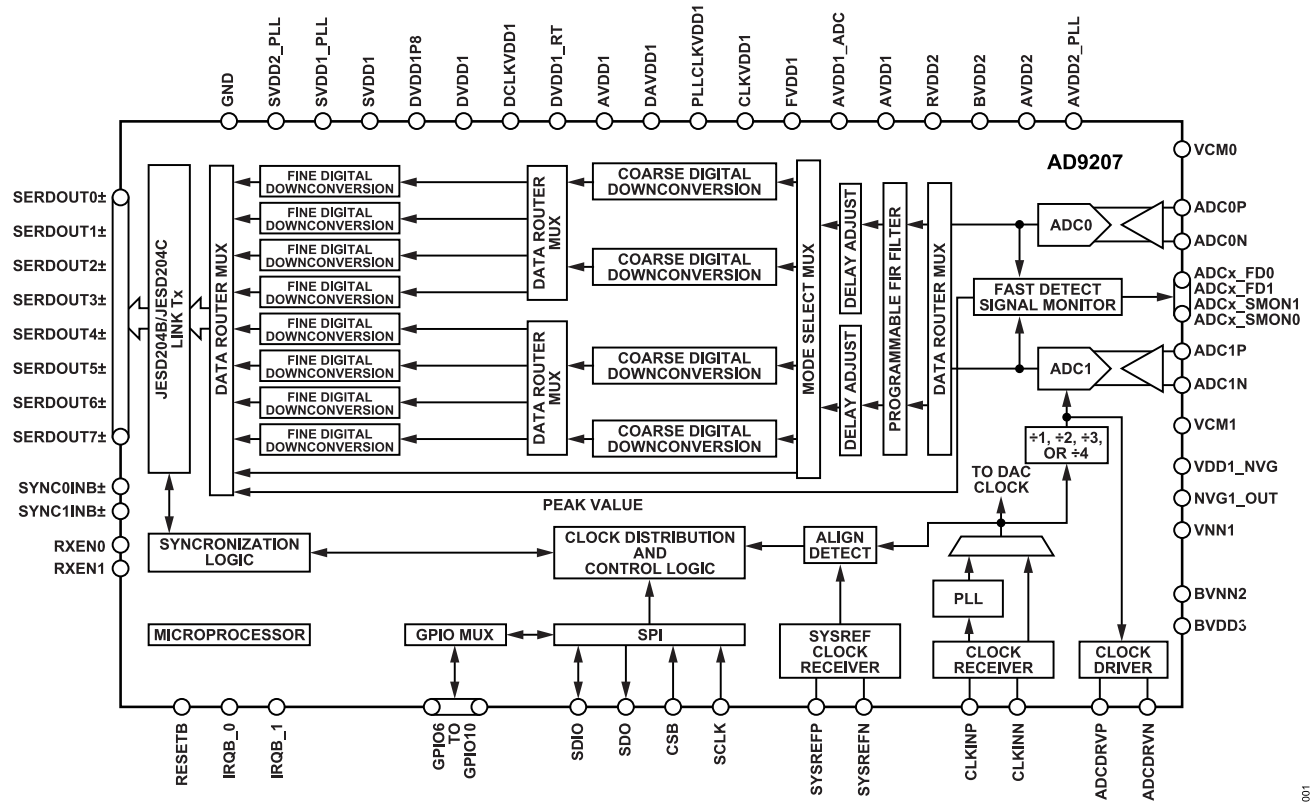 GND
SVDD2_PLL
SVDD1_PLL
SVDD1
DVDD1P8
DVDD1
DCLKVDD1
DVDD1_RT
AVDD1
DAVDD1
PLLCLKVDD1
CLKVDD1
FVDD1
AVDD1_ADC
AVDD1
RVDD2
BVDD2
AVDD2
AVDD2_PLL
AD9207
SERDOUT0±
SERDOUT1±
SERDOUT2±
SERDOUT3±
SERDOUT4±
SERDOUT5±
SERDOUT6±
SERDOUT7±
SYNC0INB±
SYNC1INB±
RXEN0
RXEN1
JESD204B/JESD204C
LINK Tx
DATA ROUTER MUX
FINE DIGITAL
DOWNCONVERSION
FINE DIGITAL
DOWNCONVERSION
FINE DIGITAL
DOWNCONVERSION
FINE DIGITAL
DOWNCONVERSION
FINE DIGITAL
DOWNCONVERSION
FINE DIGITAL
DOWNCONVERSION
FINE DIGITAL
DOWNCONVERSION
FINE DIGITAL
DOWNCONVERSION
DATA ROUTER
MUX
DATA ROUTER
MUX
COARSE DIGITAL
DOWNCONVERSION
COARSE DIGITAL
DOWNCONVERSION
COARSE DIGITAL
DOWNCONVERSION
COARSE DIGITAL
DOWNCONVERSION
MODE SELECT MUX
DELAY ADJUST
DELAY ADJUST
PROGRAMMABLE FIR FILTER
DATA ROUTER MUX
ADC0
FAST DETECT
SIGNAL MONITOR
ADC1
÷1, ÷2, ÷3,
OR ÷4
VCM0
ADC0P
ADC0N
ADCx_FD0
ADCx_FD1
ADCx_SMON1
ADCx_SMON0
ADC1P
ADC1N
VCM1
VDD1_NVG
NVG1_OUT
VNN1
BVNN2
BVDD3
PEAK VALUE
TO DAC
CLOCK
SYNCRONIZATION
LOGIC
CLOCK DISTRIBUTION
AND
CONTROL LOGIC
ALIGN
DETECT
PLL
MICROPROCESSOR
GPIO MUX
SPI
SYSREF
CLOCK
RECEIVER
CLOCK
RECEIVER
CLOCK
DRIVER
RESETB
IRQB_0
IRQB_1
GPIO6
TO
GPIO10
SDIO
SDO
CSB
SCLK
SYSREFP
SYSREFN
CLKINP
CLKINN
ADCDRVP
ADCDRVN
001